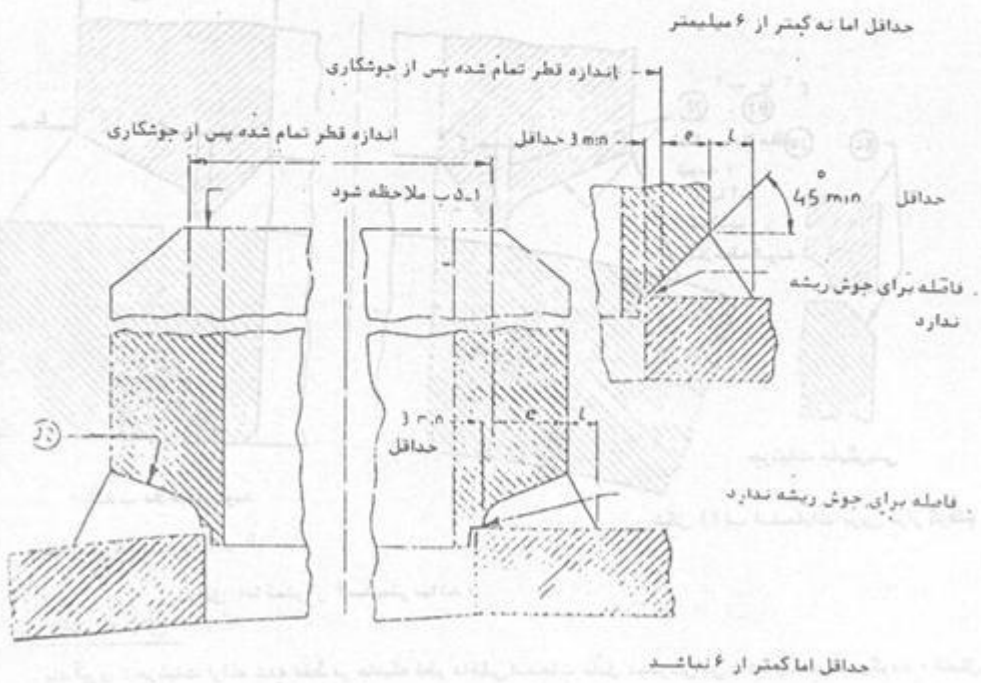 حداقل اما نه کمتر از ۶ میلیمتر
اندازه قطر تمام شده پس از جوشکاری
اندازه قطر تمام شده پس از جوشکاری
3 min حداقل
e
l
۱-۵ ب ملاحظه شود
45° min
حداقل
فاصله برای جوش ریشه
ندارد
3 min
حداقل
e
l
فاصله برای جوش ریشه ندارد
حداقل اما کمتر از ۶ نباشد